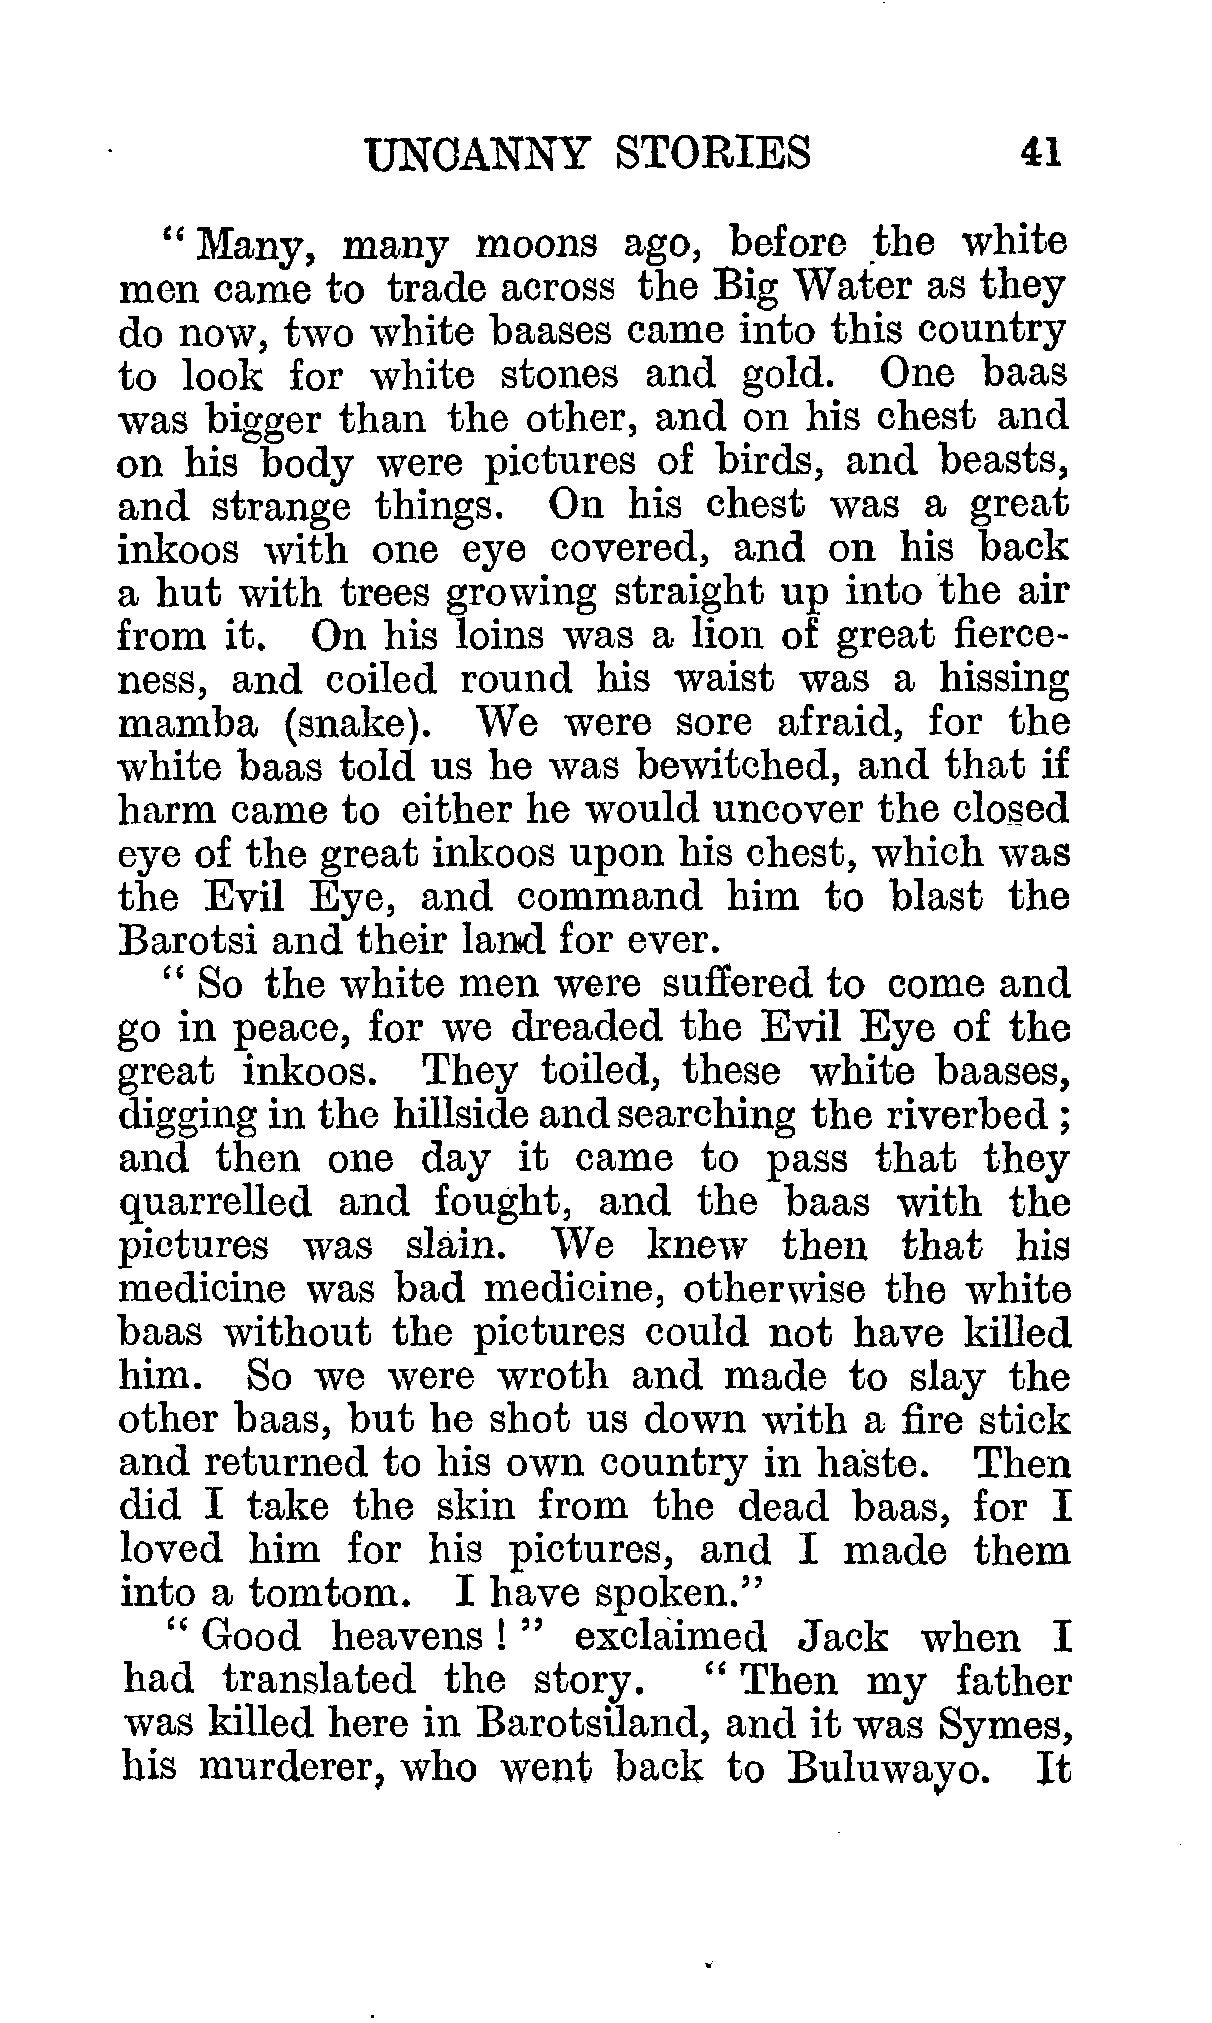 UNCANNY STORIES 41
“ Many, many moons ago, before the white
men came to trade across the Big Water as they
do now, two white baases came into this country
to look for white stones and gold. One baas
was bigger than the other, and on his chest and
on his body were pictures of birds, and beasts,
and strange things. On his chest was a great
inkoos with one eye covered, and on his back
a hut with trees growing straight up into the air
from it. On his loins was a lion of great fierce-
ness, and coiled round his waist was a hissing
mamba (snake). We were sore afraid, for the
white baas told us he was bewitched, and that if
harm came to either he would uncover the closed
eye of the great inkoos upon his chest, which was
the Evil Eye, and command him to blast the
Barotsi and their land for ever.
“ So the white men were suffered to come and
go in peace, for we dreaded the Evil Eye of the
great inkoos. They toiled, these white baases,
digging in the hillside and searching the riverbed ;
and then one day it came to pass that they
quarrelled and fought, and the baas with the
pictures was slain. We knew then that his
medicine was bad medicine, otherwise the white
baas without the pictures could not have killed
him. So we were wroth and made to slay the
other baas, but he shot us down with a fire stick
and returned to his own country in haste. Then
did I take the skin from the dead baas, for I
loved him for his pictures, and I made them
into a tomtom. I have spoken.”
“ Good heavens ! ” exclaimed Jack when I
had translated the story. “ Then my father
was killed here in Barotsiland, and it was Symes,
his murderer, who went back to Buluwayo. It